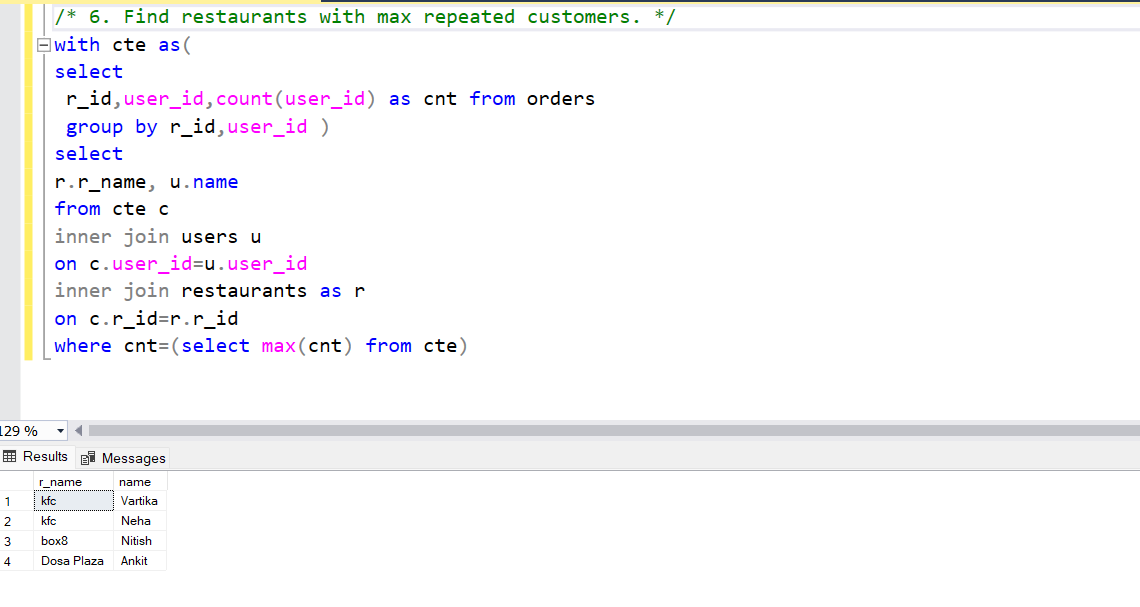 /* 6. Find restaurants with max repeated customers. */
with cte as(
select
r_id,user_id,count(user_id) as cnt from orders
group by r_id,user_id )
select
r.r_name, u.name
from cte c
inner join users u
on c.user_id=u.user_id
inner join restaurants as r
on c.r_id=r.r_id
where cnt=(select max(cnt) from cte)
129 %
Results Messages
r_name name
1 kfc Vartika
2 kfc Neha
3 box8 Nitish
4 Dosa Plaza Ankit